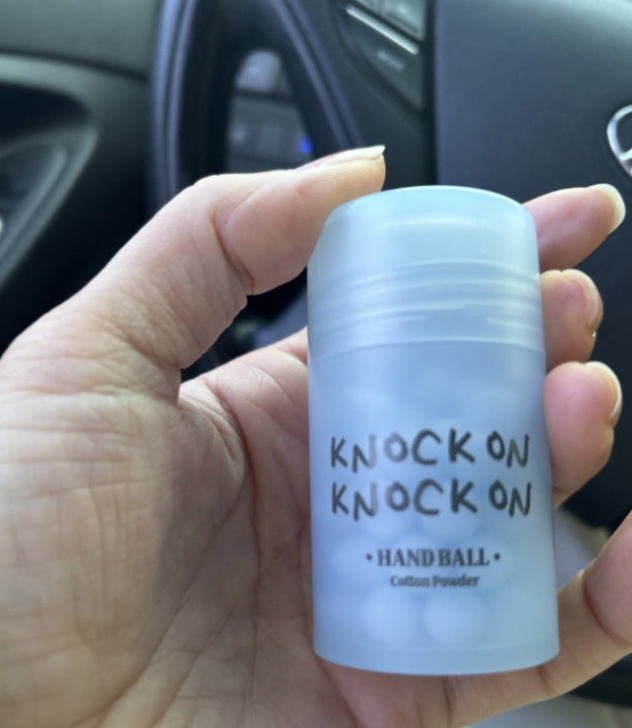 KNOCK ON
KNOCK ON
• HAND BALL •
Cotton Powder